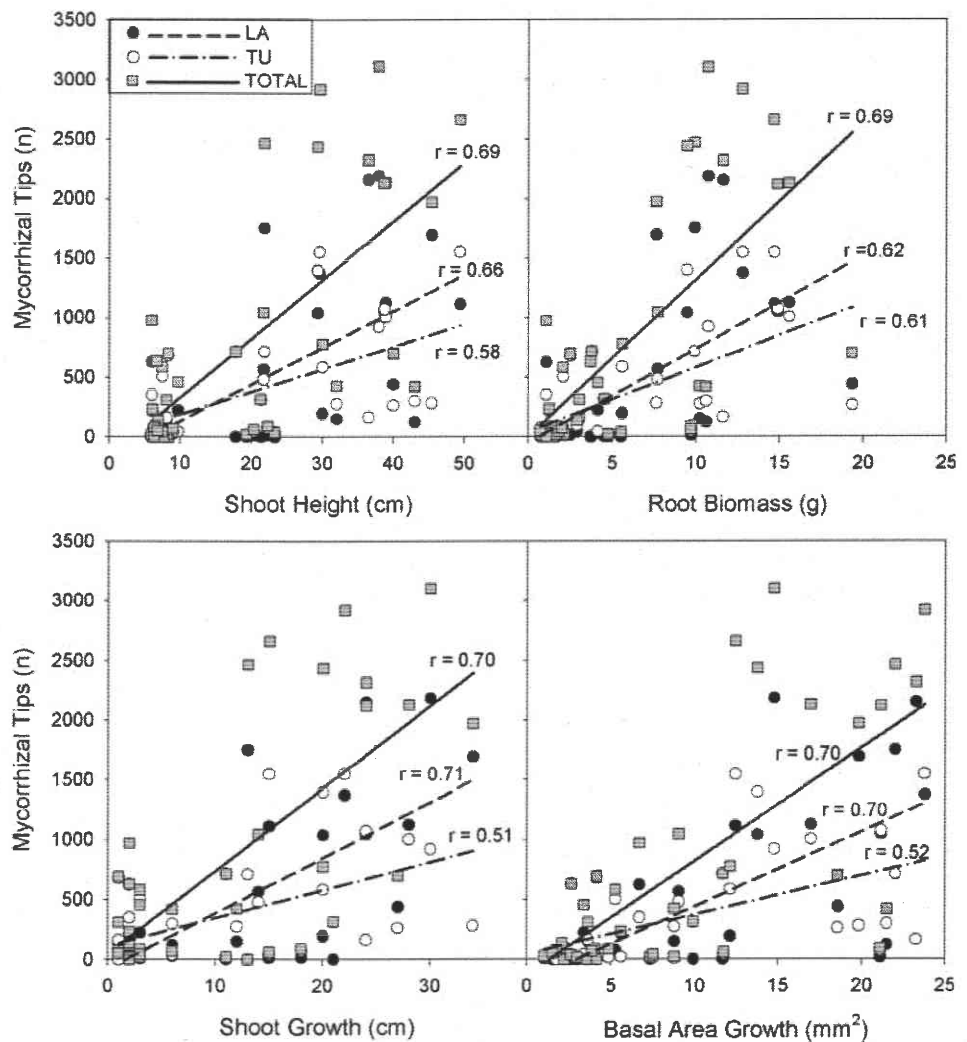 3500
3000
2500
2000
1500
1000
500
0
Mycorrhizal Tips (n)
LA
TU
TOTAL
r = 0.69
r = 0.66
r = 0.58
0 10 20 30 40 50
Shoot Height (cm)
r = 0.69
r =0.62
r = 0.61
0 5 10 15 20 25
Root Biomass (g)
3500
3000
2500
2000
1500
1000
500
0
Mycorrhizal Tips (n)
r = 0.70
r = 0.71
r = 0.51
0 10 20 30
Shoot Growth (cm)
r = 0.70
r = 0.70
r = 0.52
0 5 10 15 20 25
Basal Area Growth (mm²)